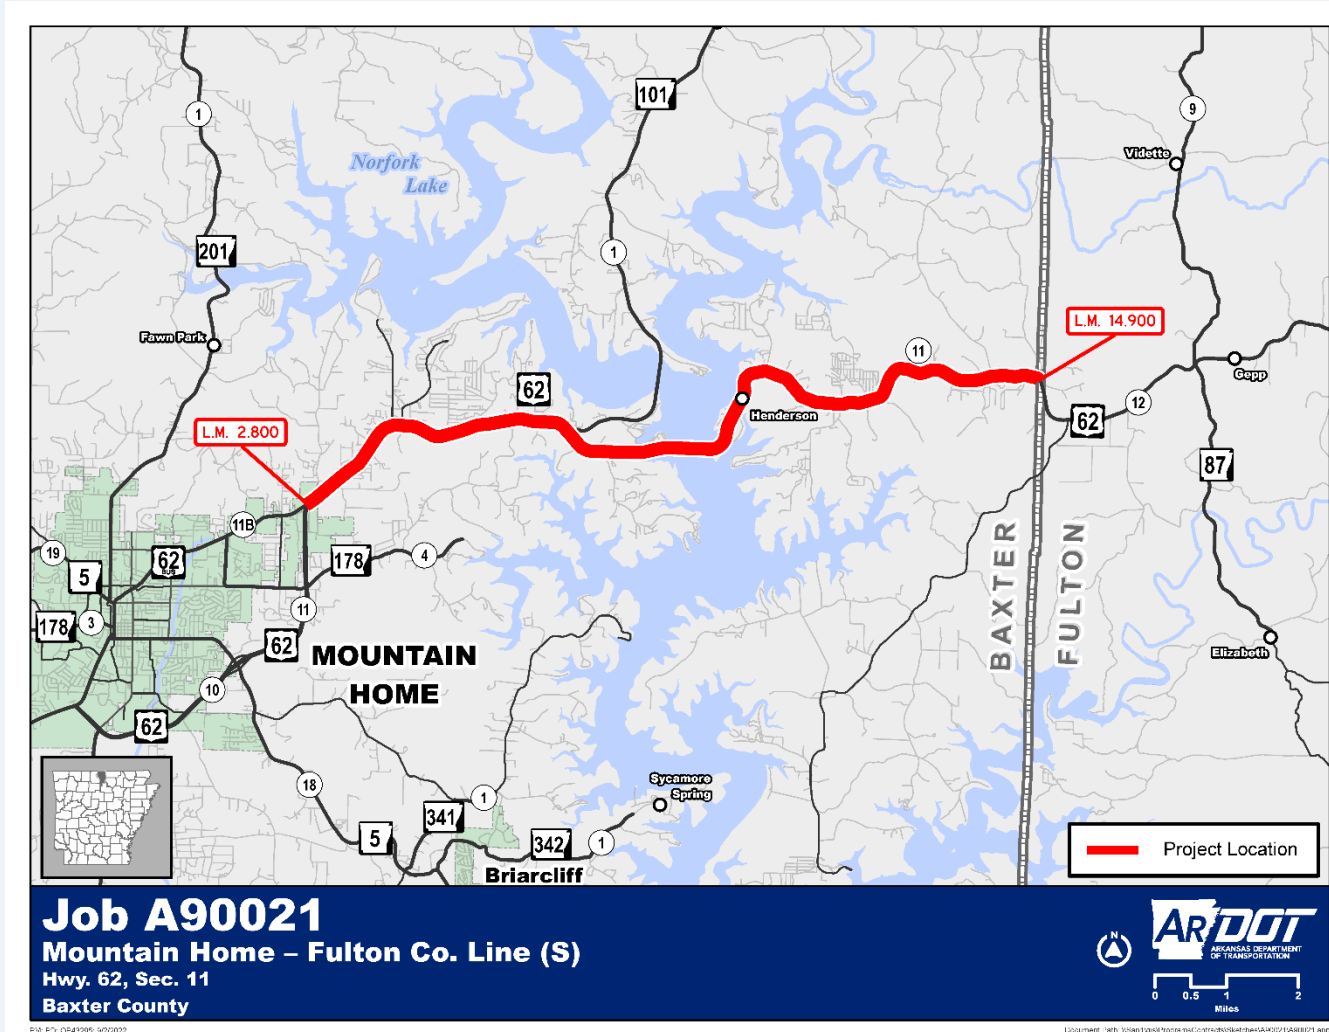 101
1
9
Vidette
Norfork
Lake
201
1
Fawn Park
L.M. 14.900
11
62
Gepp
12
Henderson
62
L.M. 2.800
87
11B
19
62
BUS
178
4
5
BAXTER
FULTON
11
3
178
62
MOUNTAIN
HOME
Elizabeth
10
62
Sycamore
Spring
18
1
341
5
342
1
Briarcliff
Project Location
Job A90021
Mountain Home – Fulton Co. Line (S)
Hwy. 62, Sec. 11
Baxter County
N
ARDOT
ARKANSAS DEPARTMENT
OF TRANSPORTATION
0 0.5 1 2
Miles